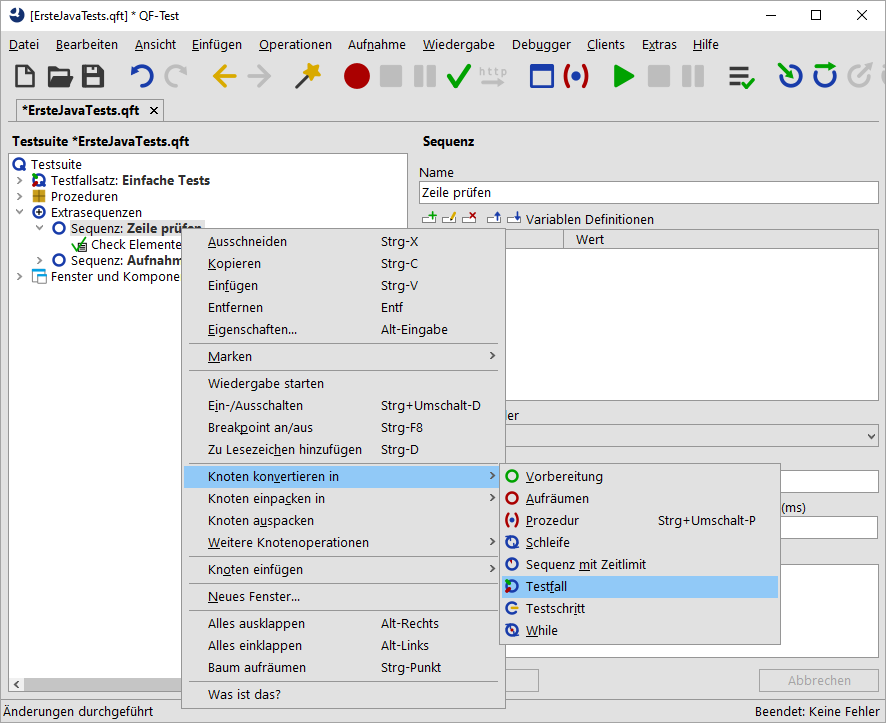 [ErsteJavaTests.qft] * QF-Test
Datei Bearbeiten Ansicht Einfügen Operationen Aufnahme Wiedergabe Debugger Clients Extras Hilfe
http
*ErsteJavaTests.qft
Testsuite *ErsteJavaTests.qft
Testsuite
Testfallsatz: Einfache Tests
Prozeduren
Extrasequenzen
Sequenz: Zeile prüfen
Check Elemente
Sequenz: Aufnahm
Fenster und Kompone
Sequenz
Name
Zeile prüfen
Variablen Definitionen
Wert
ler
(ms)
Abbrechen
Ausschneiden Strg-X
Kopieren Strg-C
Einfügen Strg-V
Entfernen Entf
Eigenschaften... Alt-Eingabe
Marken
Wiedergabe starten
Ein-/Ausschalten Strg+Umschalt-D
Breakpoint an/aus Strg-F8
Zu Lesezeichen hinzufügen Strg-D
Knoten konvertieren in
Knoten einpacken in
Knoten auspacken
Weitere Knotenoperationen
Knoten einfügen
Neues Fenster...
Alles ausklappen Alt-Rechts
Alles einklappen Alt-Links
Baum aufräumen Strg-Punkt
Was ist das?
Vorbereitung
Aufräumen
Prozedur Strg+Umschalt-P
Schleife
Sequenz mit Zeitlimit
Testfall
Testschritt
While
Änderungen durchgeführt
Beendet: Keine Fehler